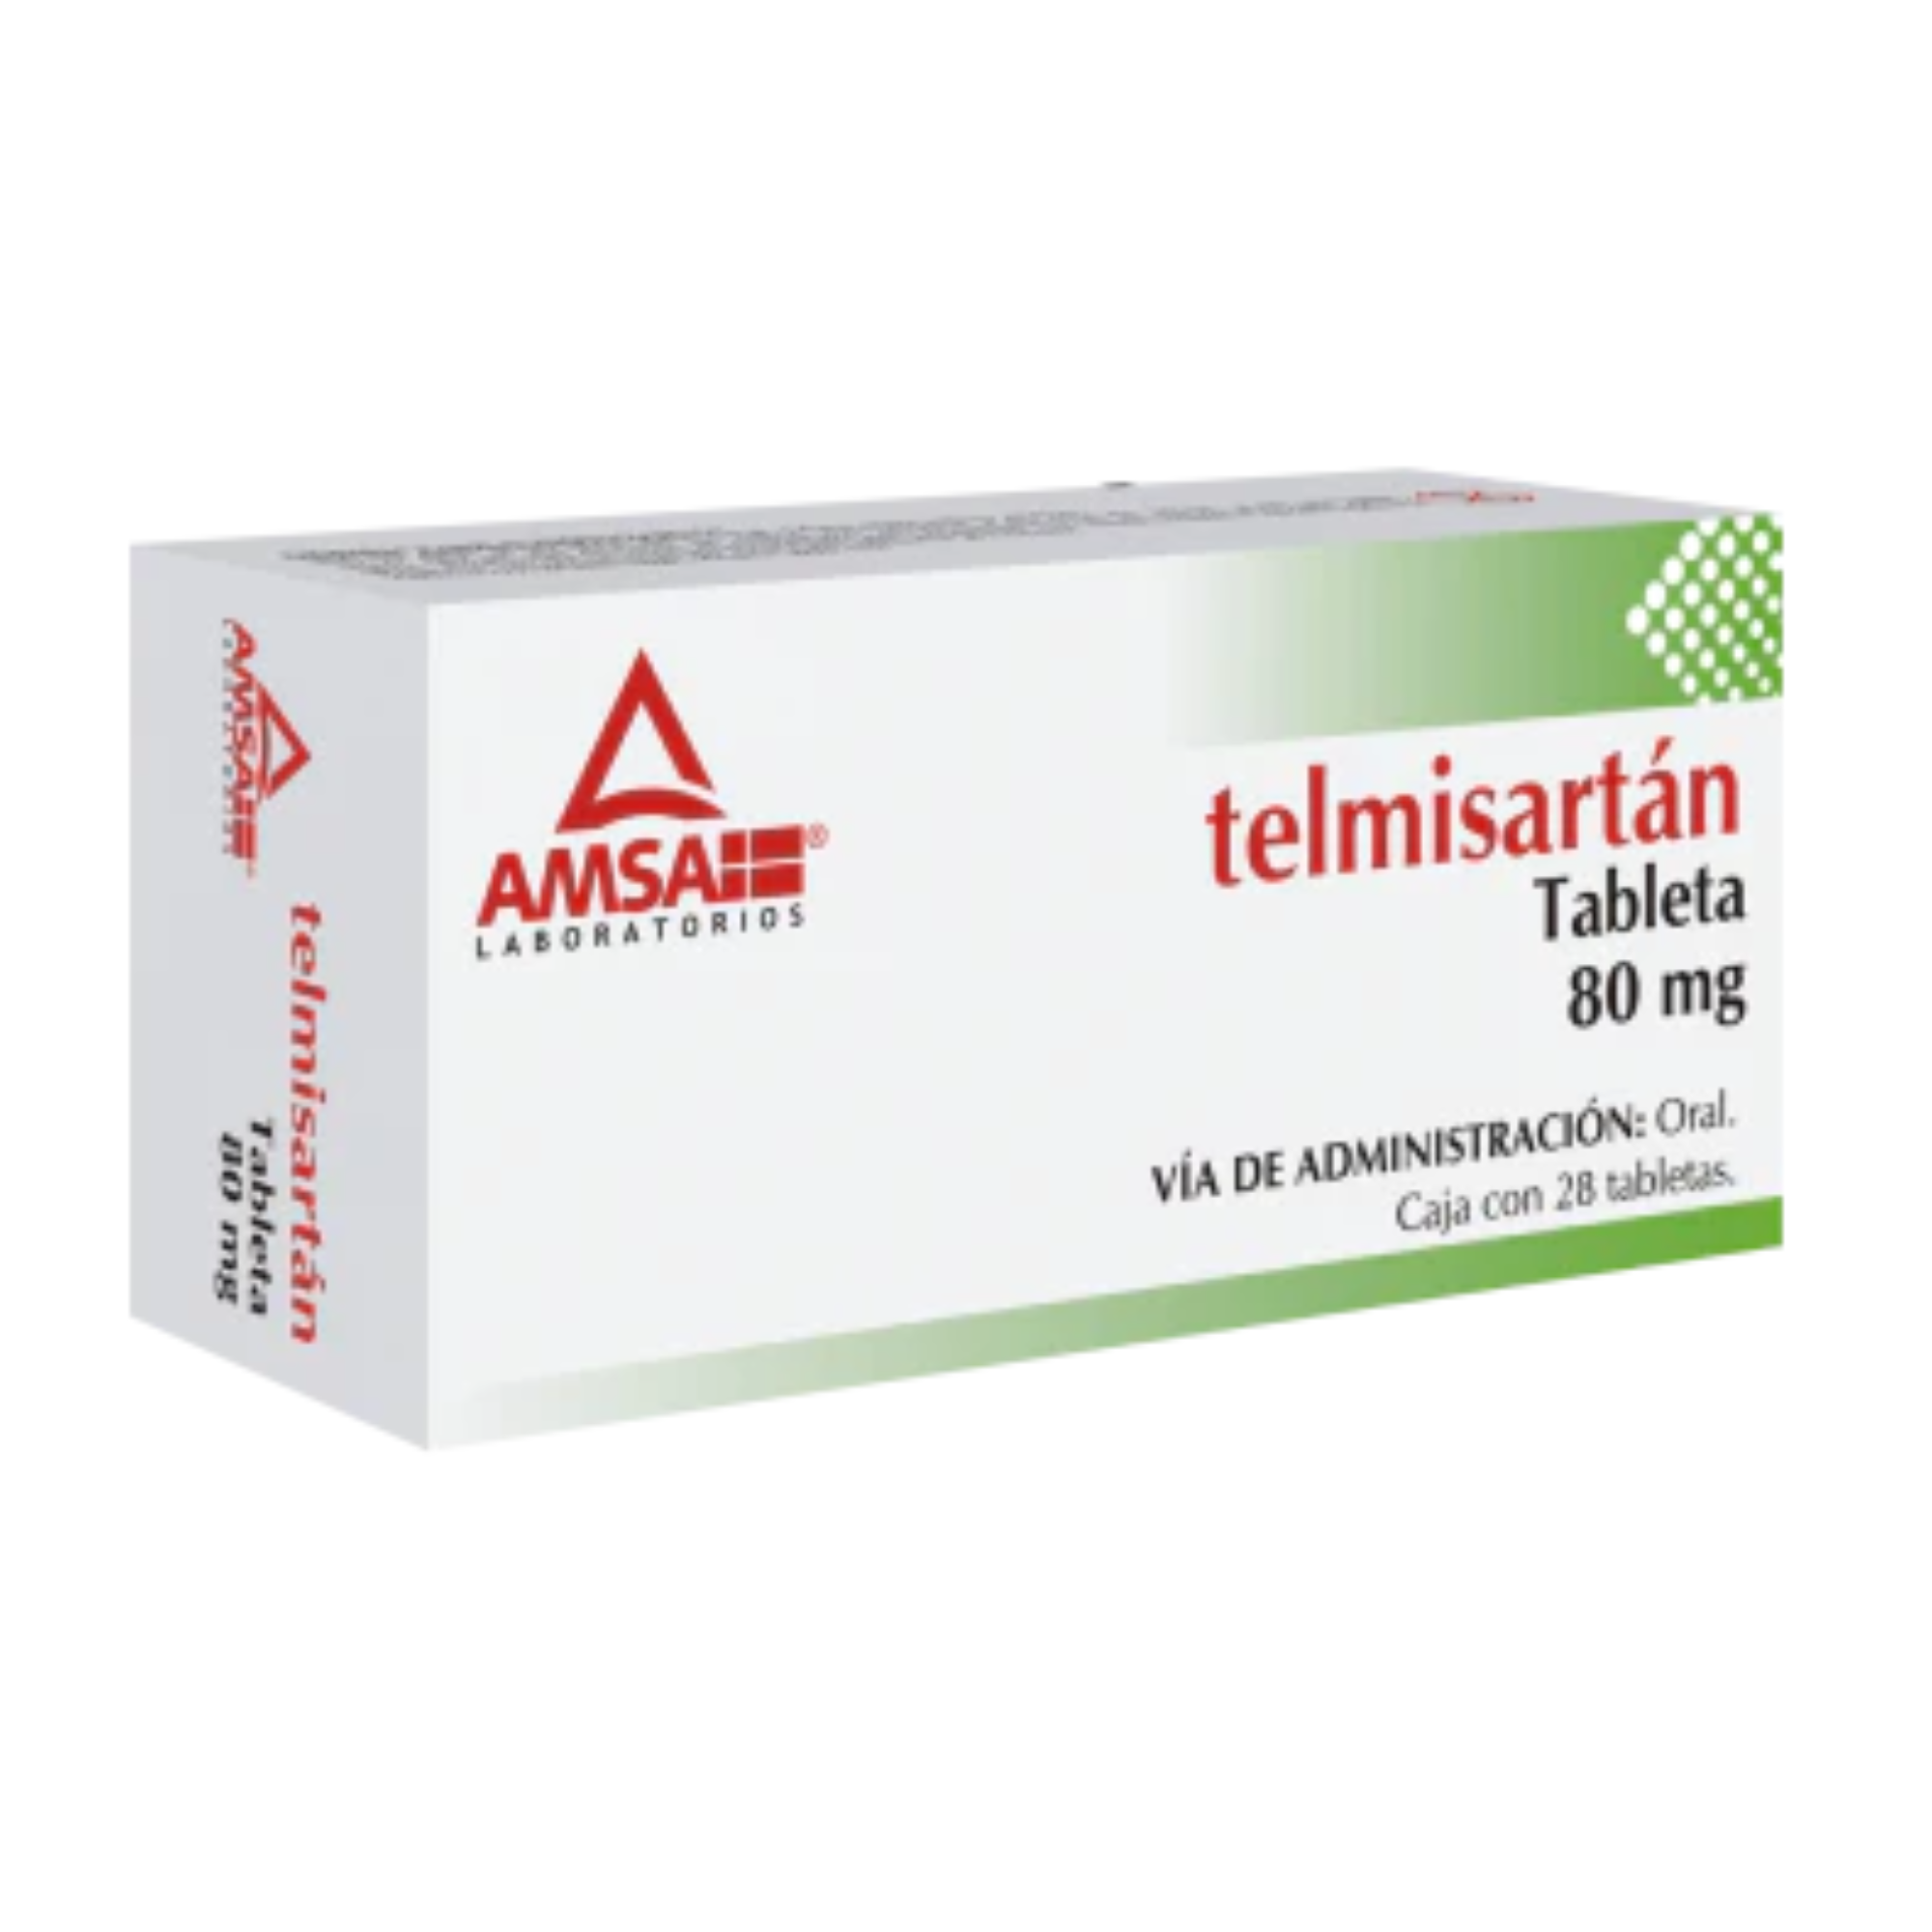 AMSA
LABORATORIOS
telmisartán
Tableta
80 mg
AMSA®
LABORATORIOS
telmisartán
Tableta
80 mg
VÍA DE ADMINISTRACIÓN: Oral.
Caja con 28 tabletas.